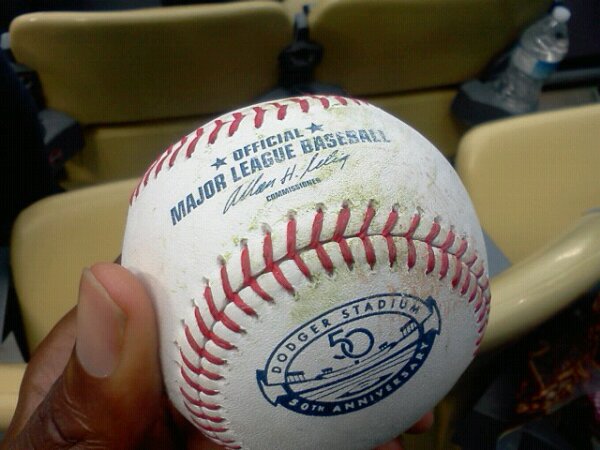 ★ OFFICIAL ★
MAJOR LEAGUE BASEBALL
Allan H. Selig
COMMISSIONER
DODGER STADIUM
50
50TH ANNIVERSARY